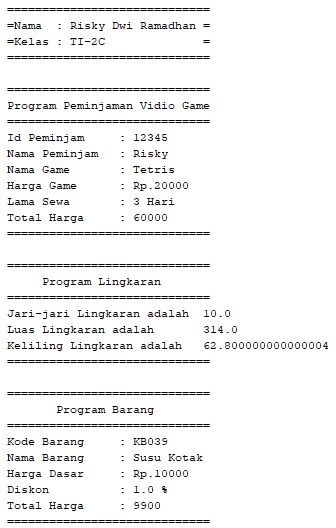 =============================
=Nama  : Risky Dwi Ramadhan =
=Kelas : TI-2C              =
=============================

=============================
Program Peminjaman Vidio Game
=============================
Id Peminjam     : 12345
Nama Peminjam   : Risky
Nama Game       : Tetris
Harga Game      : Rp.20000
Lama Sewa       : 3 Hari
Total Harga     : 60000
=============================

=============================
     Program Lingkaran
=============================
Jari-jari Lingkaran adalah  10.0
Luas Lingkaran adalah       314.0
Keliling Lingkaran adalah   62.800000000000004
=============================

=============================
       Program Barang
=============================
Kode Barang     : KB039
Nama Barang     : Susu Kotak
Harga Dasar     : Rp.10000
Diskon          : 1.0 %
Total Harga     : 9900
=============================